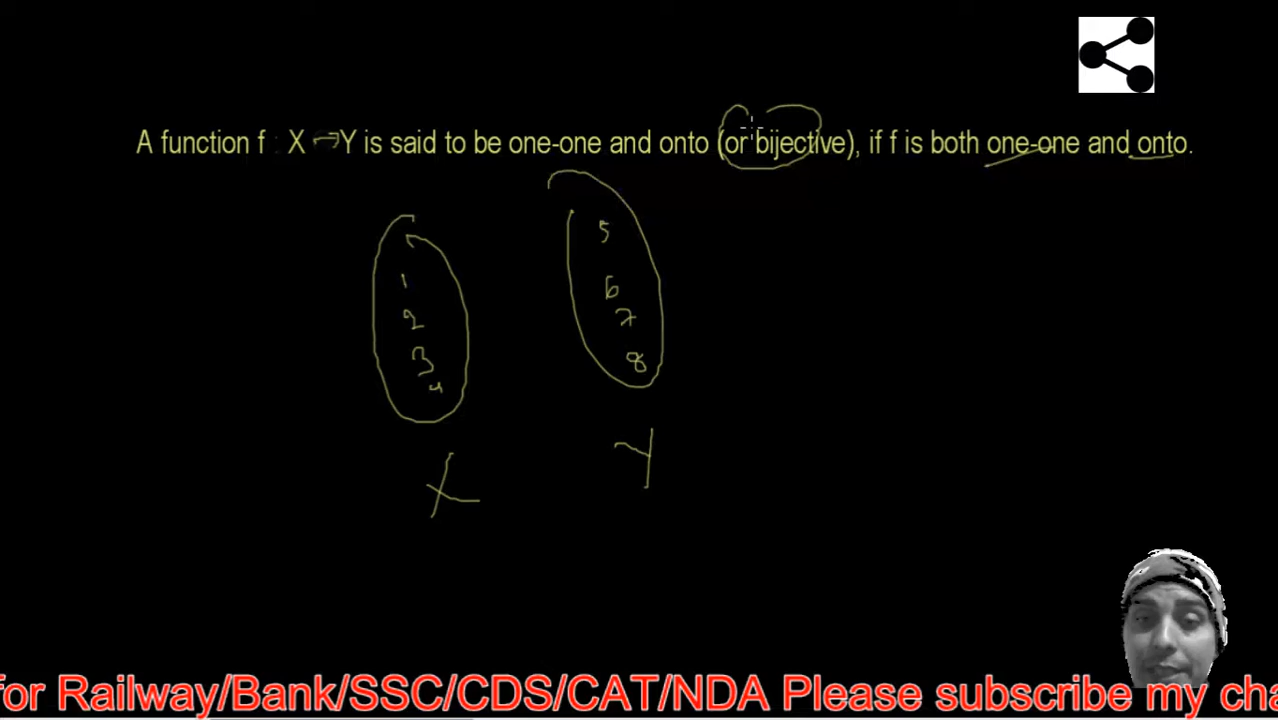 A function f : X → Y is said to be one-one and onto (or bijective), if f is both one-one and onto.
1
2
3
4
5
6
7
8
X
Y
for Railway/Bank/SSC/CDS/CAT/NDA Please subscribe my cha